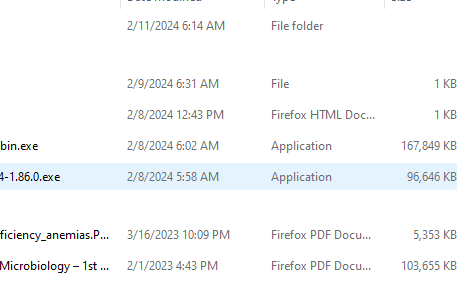 Date modified Type Size
2/11/2024 6:14 AM File folder
2/9/2024 6:31 AM File 1 KB
2/8/2024 12:43 PM Firefox HTML Doc... 1 KB
bin.exe 2/8/2024 6:02 AM Application 167,849 KB
4-1.86.0.exe 2/8/2024 5:58 AM Application 96,646 KB
ficiency_anemias.P... 3/16/2023 10:09 PM Firefox PDF Docu... 5,353 KB
Microbiology – 1st ... 2/1/2023 4:43 PM Firefox PDF Docu... 103,655 KB